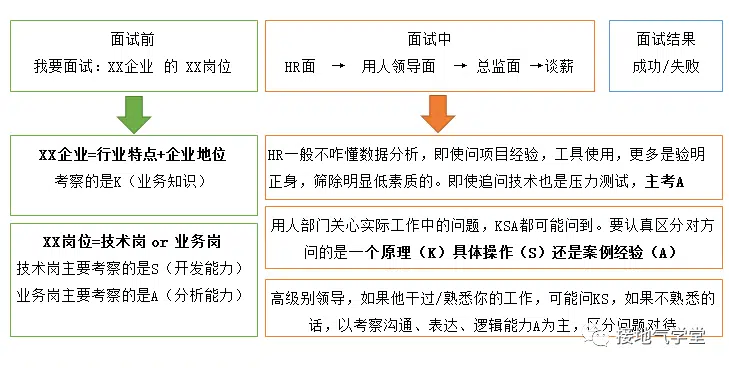 面试前
我要面试：XX企业 的 XX岗位
面试中
HR面 → 用人领导面 → 总监面 →谈薪
面试结果
成功/失败
XX企业=行业特点+企业地位
考察的是K（业务知识）
XX岗位=技术岗 or 业务岗
技术岗主要考察的是S（开发能力）
业务岗主要考察的是A（分析能力）
HR一般不咋懂数据分析，即使问项目经验，工具使用，更多是验明
正身，筛除明显低素质的。即使追问技术也是压力测试，主考A
用人部门关心实际工作中的问题，KSA都可能问到。要认真区分对方
问的是一个原理（K）具体操作（S）还是案例经验（A）
高级别领导，如果他干过/熟悉你的工作，可能问KS，如果不熟悉的
话，以考察沟通、表达、逻辑能力A为主，区分问题对待
接地气学堂